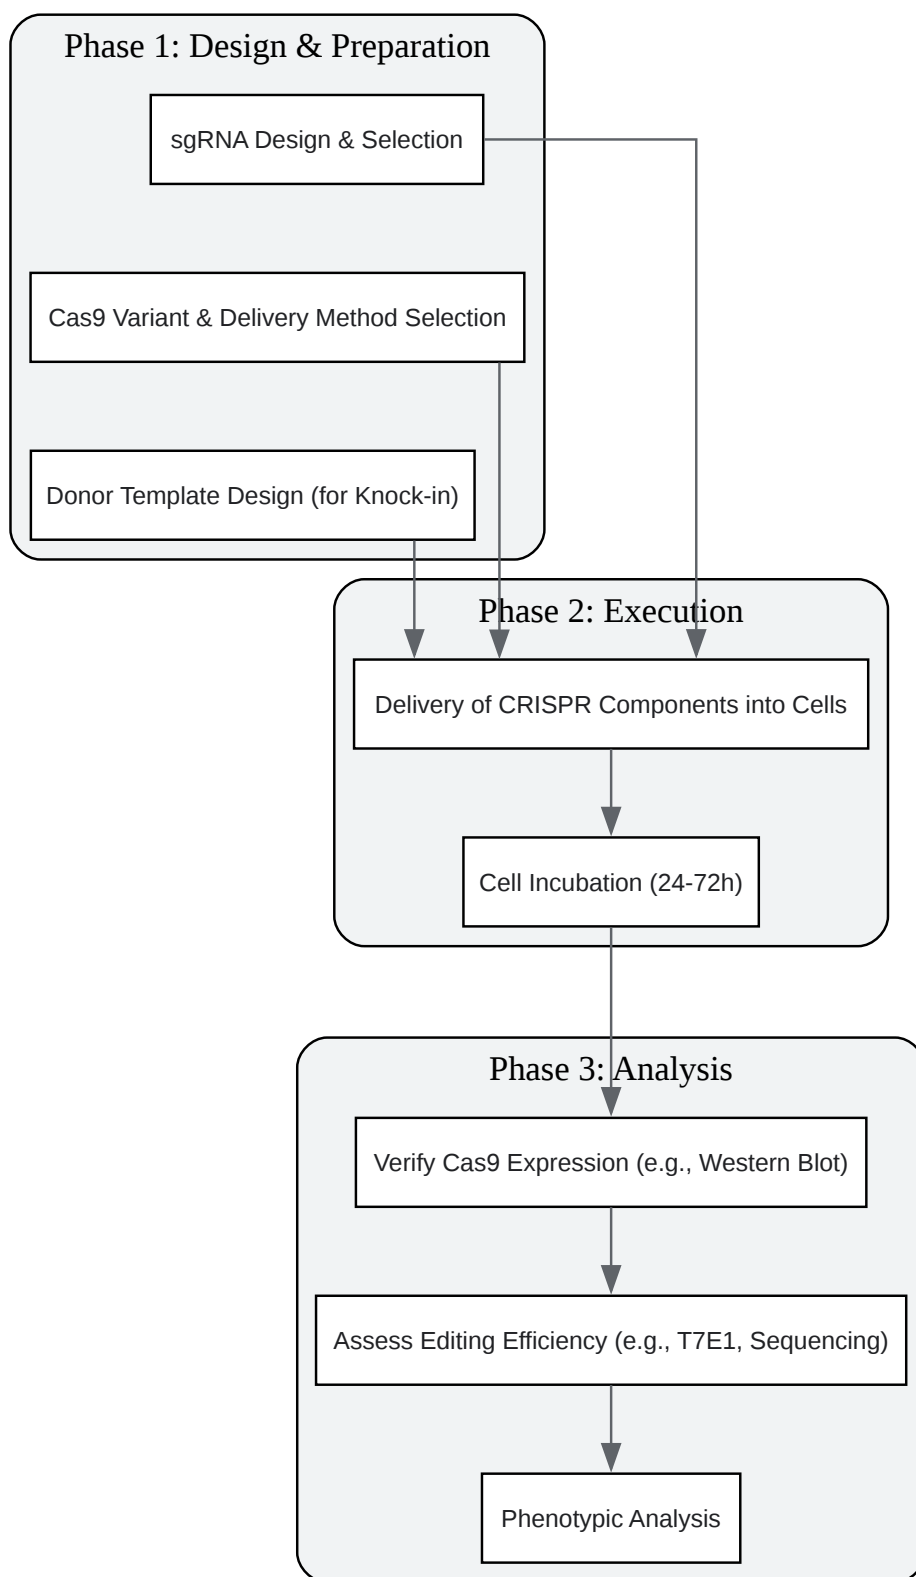 Phase 1: Design & Preparation
sgRNA Design & Selection
Cas9 Variant & Delivery Method Selection
Donor Template Design (for Knock-in)
Phase 2: Execution
Delivery of CRISPR Components into Cells
Cell Incubation (24-72h)
Phase 3: Analysis
Verify Cas9 Expression (e.g., Western Blot)
Assess Editing Efficiency (e.g., T7E1, Sequencing)
Phenotypic Analysis